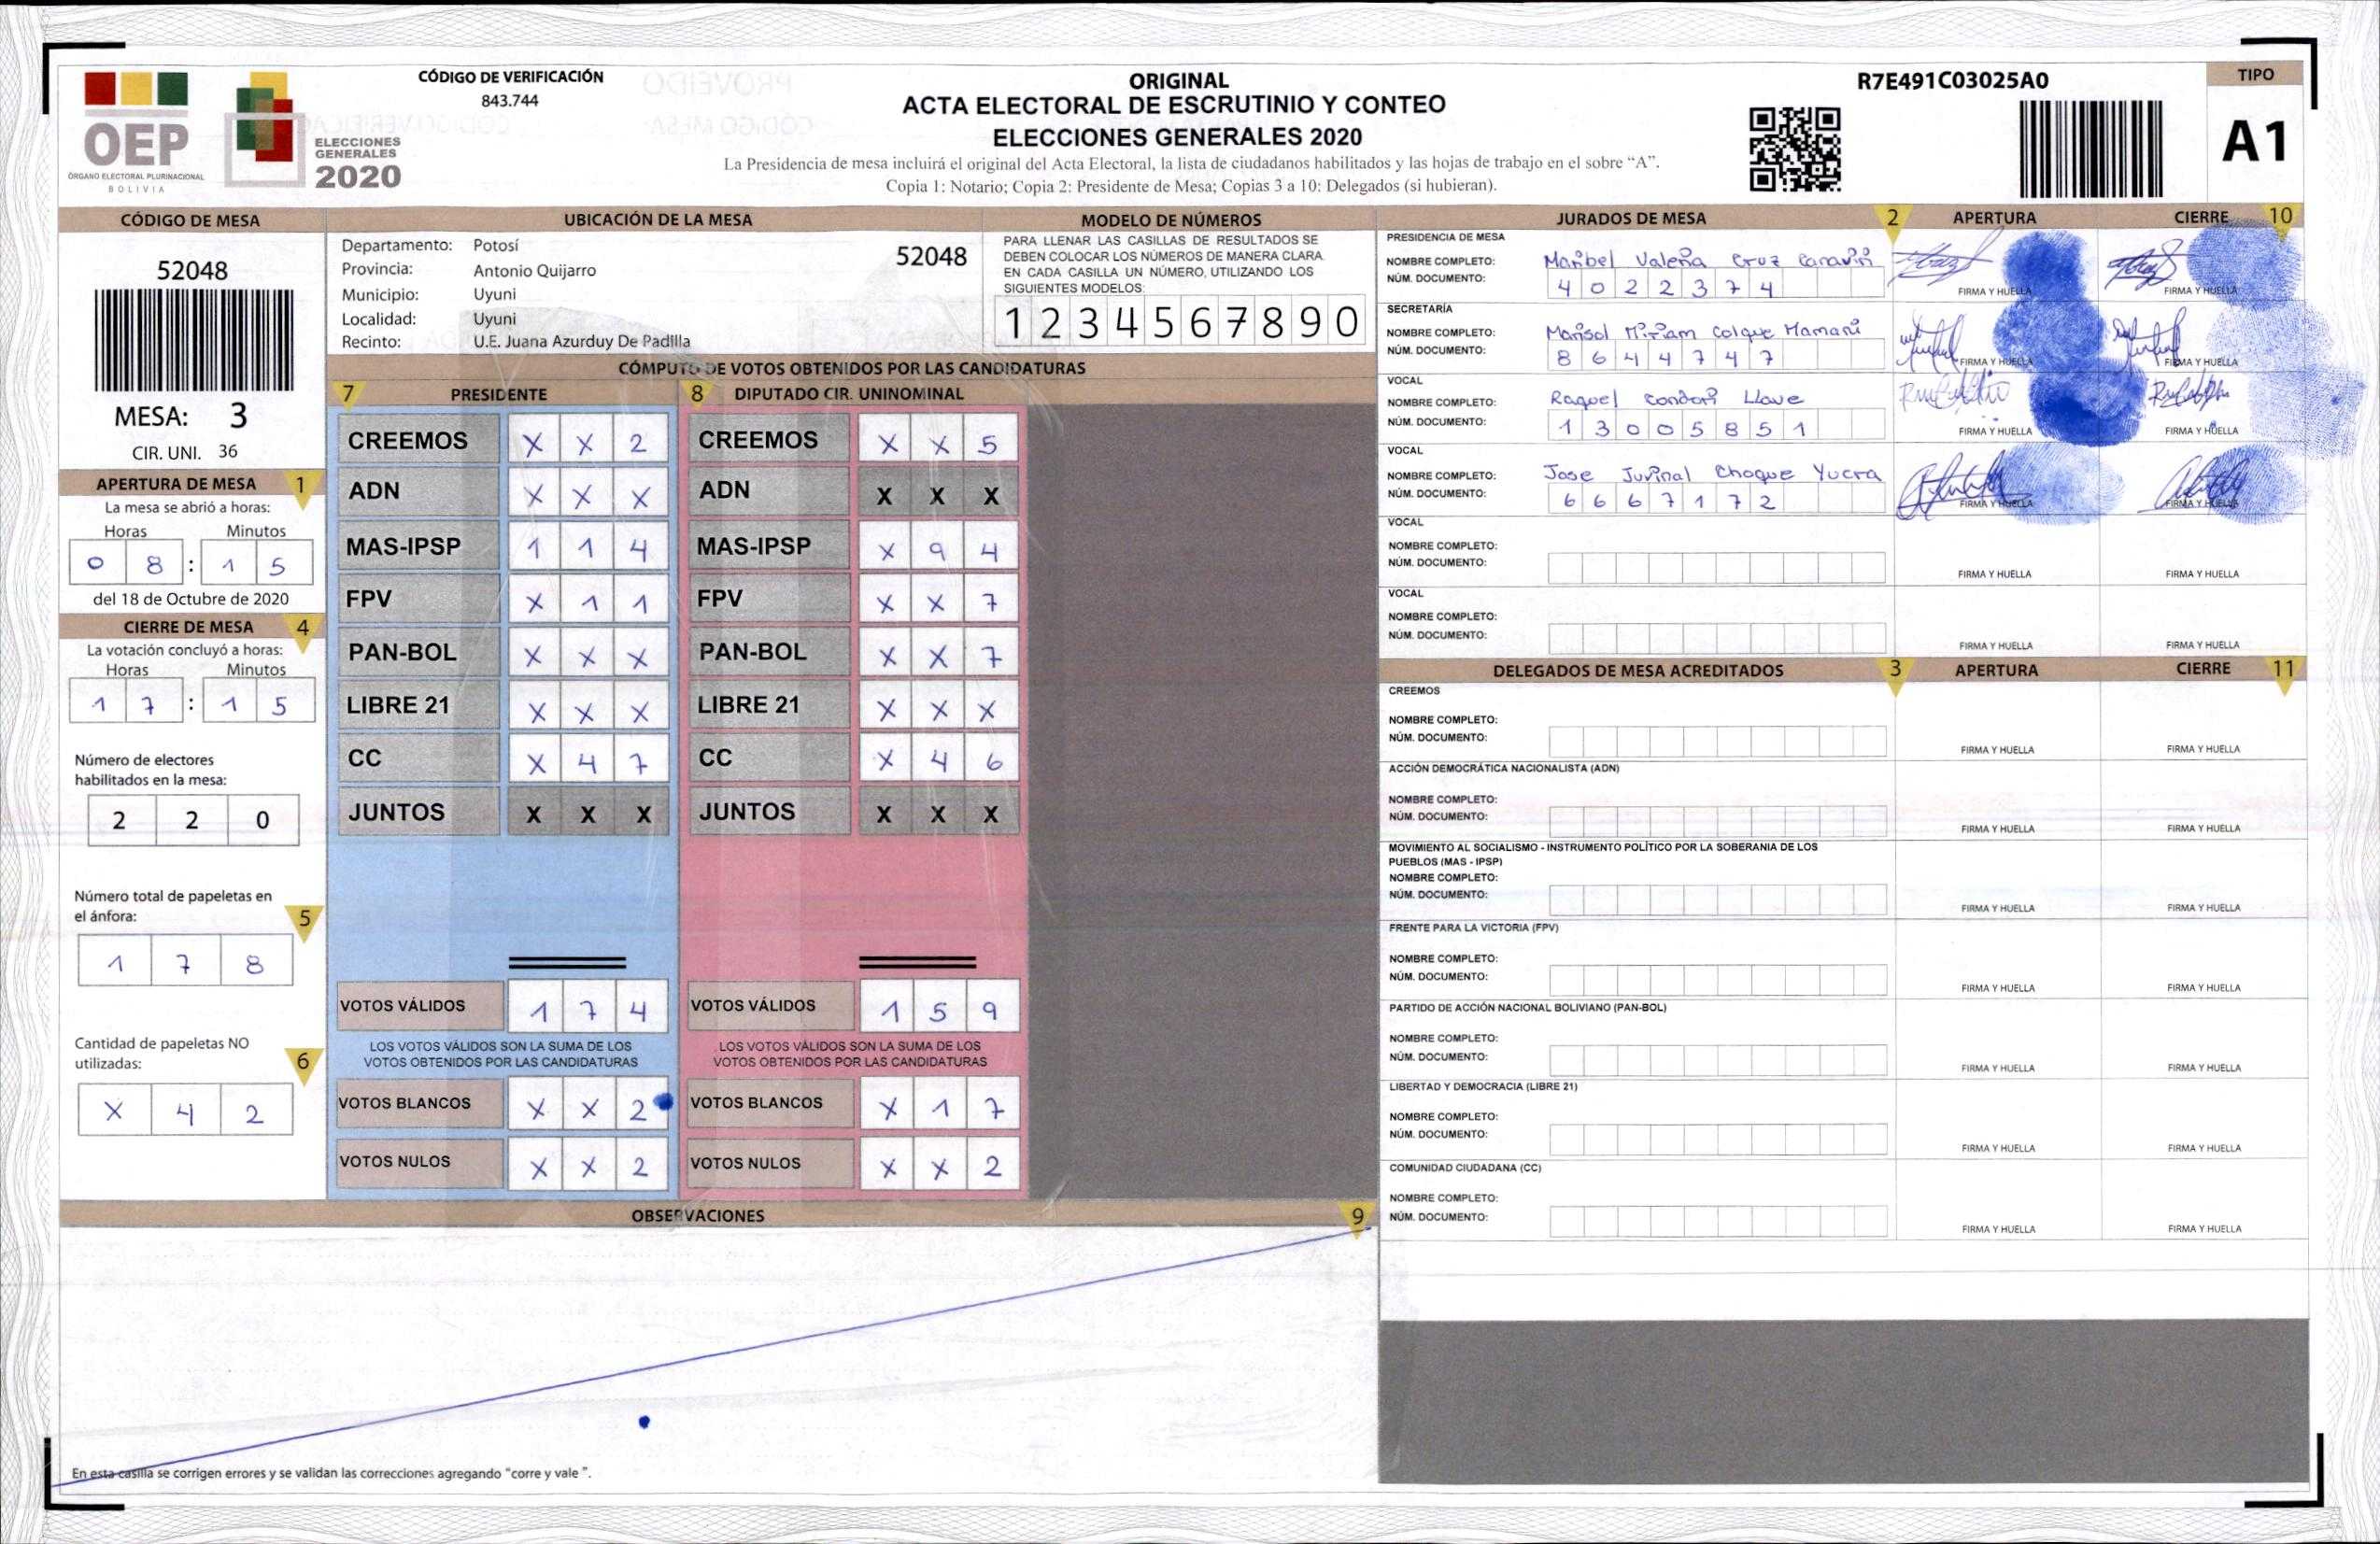 OEP
ÓRGANO ELECTORAL PLURINACIONAL
BOLIVIA
ELECCIONES
GENERALES
2020
CÓDIGO DE VERIFICACIÓN
843.744
ORIGINAL
ACTA ELECTORAL DE ESCRUTINIO Y CONTEO
ELECCIONES GENERALES 2020
La Presidencia de mesa incluirá el original del Acta Electoral, la lista de ciudadanos habilitados y las hojas de trabajo en el sobre “A”.
Copia 1: Notario; Copia 2: Presidente de Mesa; Copias 3 a 10: Delegados (si hubieran).
R7E491C03025A0
TIPO
A1
CÓDIGO DE MESA
52048
MESA: 3
CIR. UNI. 36
APERTURA DE MESA 1
La mesa se abrió a horas:
Horas Minutos
0 8 : 1 5
del 18 de Octubre de 2020
CIERRE DE MESA 4
La votación concluyó a horas:
Horas Minutos
1 7 : 1 5
Número de electores
habilitados en la mesa:
2 2 0
Número total de papeletas en
el ánfora: 5
1 7 8
Cantidad de papeletas NO
utilizadas: 6
X 4 2
UBICACIÓN DE LA MESA
Departamento: Potosí 52048
Provincia: Antonio Quijarro
Municipio: Uyuni
Localidad: Uyuni
Recinto: U.E. Juana Azurduy De Padilla
MODELO DE NÚMEROS
PARA LLENAR LAS CASILLAS DE RESULTADOS SE
DEBEN COLOCAR LOS NÚMEROS DE MANERA CLARA.
EN CADA CASILLA UN NÚMERO, UTILIZANDO LOS
SIGUIENTES MODELOS:
1 2 3 4 5 6 7 8 9 0
CÓMPUTO DE VOTOS OBTENIDOS POR LAS CANDIDATURAS
7 PRESIDENTE
CREEMOS X X 2
ADN X X X
MAS-IPSP 1 1 4
FPV X 1 1
PAN-BOL X X X
LIBRE 21 X X X
CC X 4 7
JUNTOS X X X
VOTOS VÁLIDOS 1 7 4
LOS VOTOS VÁLIDOS SON LA SUMA DE LOS
VOTOS OBTENIDOS POR LAS CANDIDATURAS
VOTOS BLANCOS X X 2
VOTOS NULOS X X 2
8 DIPUTADO CIR. UNINOMINAL
CREEMOS X X 5
ADN X X X
MAS-IPSP X 9 4
FPV X X 7
PAN-BOL X X 7
LIBRE 21 X X X
CC X 4 6
JUNTOS X X X
VOTOS VÁLIDOS 1 5 9
LOS VOTOS VÁLIDOS SON LA SUMA DE LOS
VOTOS OBTENIDOS POR LAS CANDIDATURAS
VOTOS BLANCOS X 1 7
VOTOS NULOS X X 2
OBSERVACIONES 9
En esta casilla se corrigen errores y se validan las correcciones agregando “corre y vale ”.
JURADOS DE MESA 2 APERTURA CIERRE 10
PRESIDENCIA DE MESA
NOMBRE COMPLETO: Maribel Valeria Cruz
NÚM. DOCUMENTO: 4 0 2 2 3 7 4
FIRMA Y HUELLA FIRMA Y HUELLA
SECRETARÍA
NOMBRE COMPLETO: Marisol Miriam Colque Mamani
NÚM. DOCUMENTO: 8 6 4 4 7 4 7
FIRMA Y HUELLA FIRMA Y HUELLA
VOCAL
NOMBRE COMPLETO: Raquel Condori Llave
NÚM. DOCUMENTO: 1 3 0 0 5 8 5 1
FIRMA Y HUELLA FIRMA Y HUELLA
VOCAL
NOMBRE COMPLETO: Jose Juvinal Choque Yucra
NÚM. DOCUMENTO: 6 6 6 7 1 7 2
FIRMA Y HUELLA FIRMA Y HUELLA
VOCAL
NOMBRE COMPLETO:
NÚM. DOCUMENTO:
FIRMA Y HUELLA FIRMA Y HUELLA
VOCAL
NOMBRE COMPLETO:
NÚM. DOCUMENTO:
FIRMA Y HUELLA FIRMA Y HUELLA
DELEGADOS DE MESA ACREDITADOS 3 APERTURA CIERRE 11
CREEMOS
NOMBRE COMPLETO:
NÚM. DOCUMENTO:
FIRMA Y HUELLA FIRMA Y HUELLA
ACCIÓN DEMOCRÁTICA NACIONALISTA (ADN)
NOMBRE COMPLETO:
NÚM. DOCUMENTO:
FIRMA Y HUELLA FIRMA Y HUELLA
MOVIMIENTO AL SOCIALISMO - INSTRUMENTO POLÍTICO POR LA SOBERANIA DE LOS
PUEBLOS (MAS - IPSP)
NOMBRE COMPLETO:
NÚM. DOCUMENTO:
FIRMA Y HUELLA FIRMA Y HUELLA
FRENTE PARA LA VICTORIA (FPV)
NOMBRE COMPLETO:
NÚM. DOCUMENTO:
FIRMA Y HUELLA FIRMA Y HUELLA
PARTIDO DE ACCIÓN NACIONAL BOLIVIANO (PAN-BOL)
NOMBRE COMPLETO:
NÚM. DOCUMENTO:
FIRMA Y HUELLA FIRMA Y HUELLA
LIBERTAD Y DEMOCRACIA (LIBRE 21)
NOMBRE COMPLETO:
NÚM. DOCUMENTO:
FIRMA Y HUELLA FIRMA Y HUELLA
COMUNIDAD CIUDADANA (CC)
NOMBRE COMPLETO:
NÚM. DOCUMENTO:
FIRMA Y HUELLA FIRMA Y HUELLA